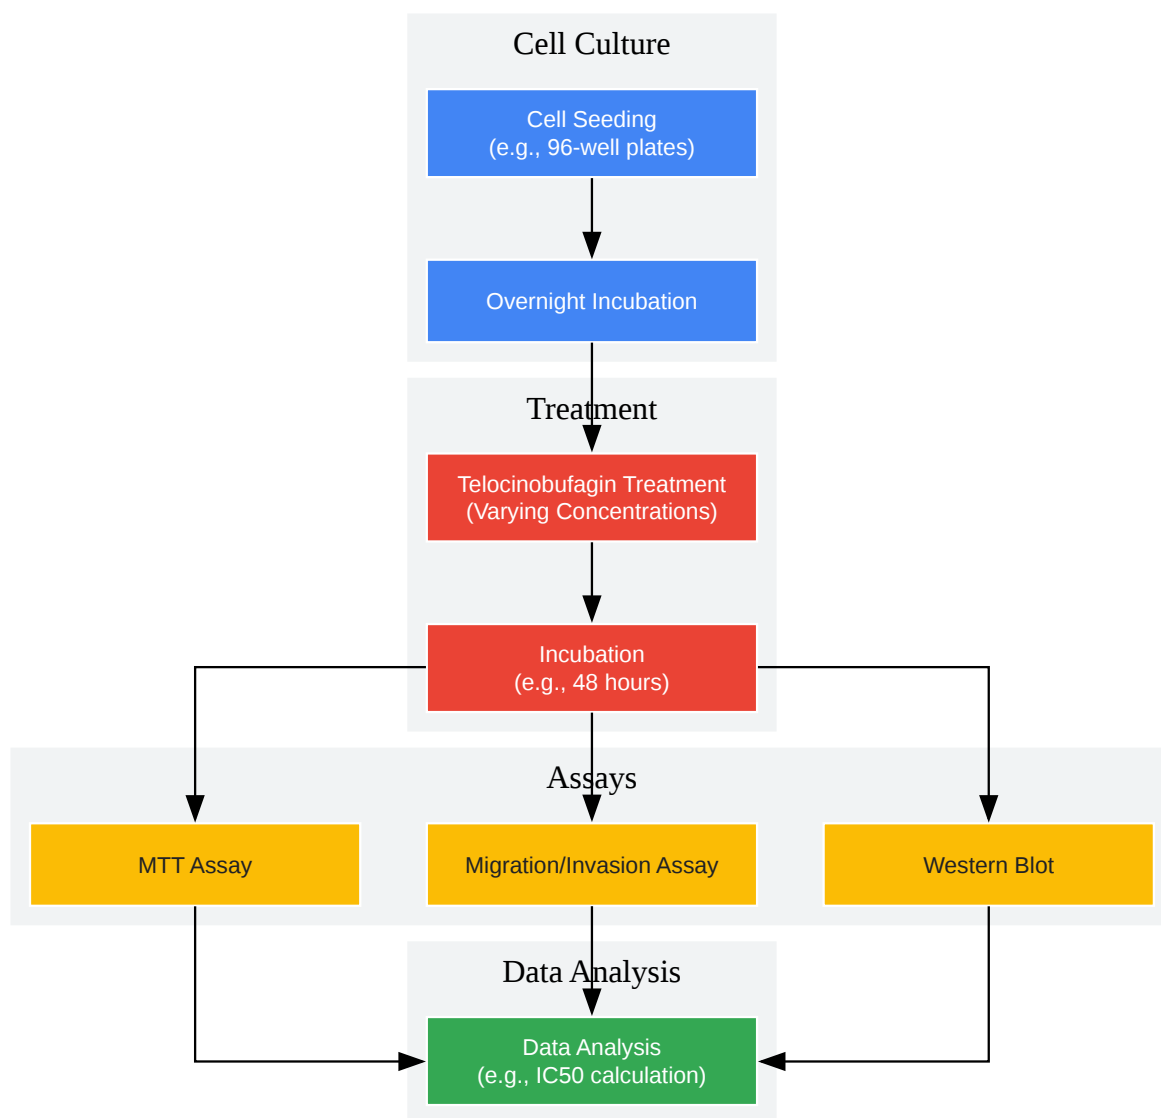 Cell Culture
Cell Seeding
(e.g., 96-well plates)
Overnight Incubation
Treatment
Telocinobufagin Treatment
(Varying Concentrations)
Incubation
(e.g., 48 hours)
Assays
MTT Assay
Migration/Invasion Assay
Western Blot
Data Analysis
Data Analysis
(e.g., IC50 calculation)